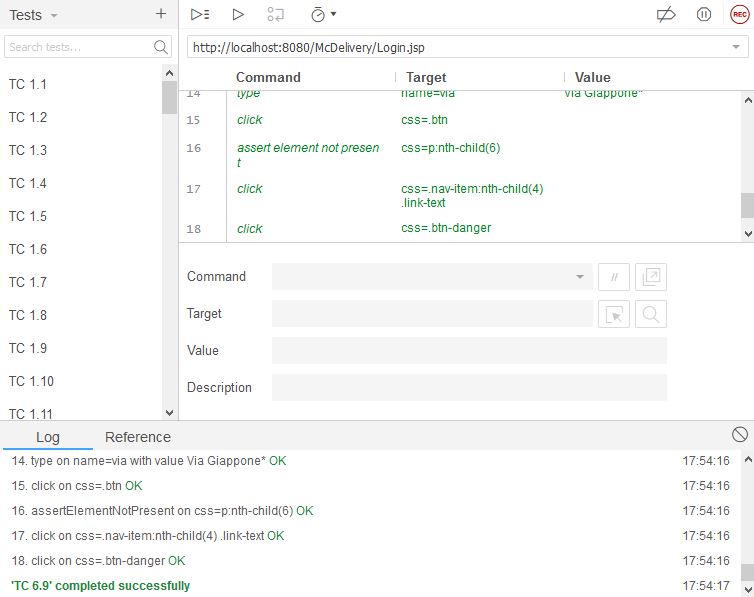 Tests
+
REC
Search tests...
http://localhost:8080/McDelivery/Login.jsp
Command Target Value
14 type name=via Via Giappone*
15 click css=.btn
16 assert element not presen
t css=p:nth-child(6)
17 click css=.nav-item:nth-child(4)
.link-text
18 click css=.btn-danger
TC 1.1
TC 1.2
TC 1.3
TC 1.4
TC 1.5
TC 1.6
TC 1.7
TC 1.8
TC 1.9
TC 1.10
TC 1.11
Command
//
Target
Value
Description
Log Reference
14. type on name=via with value Via Giappone* OK 17:54:16
15. click on css=.btn OK 17:54:16
16. assertElementNotPresent on css=p:nth-child(6) OK 17:54:16
17. click on css=.nav-item:nth-child(4) .link-text OK 17:54:16
18. click on css=.btn-danger OK 17:54:16
'TC 6.9' completed successfully 17:54:17